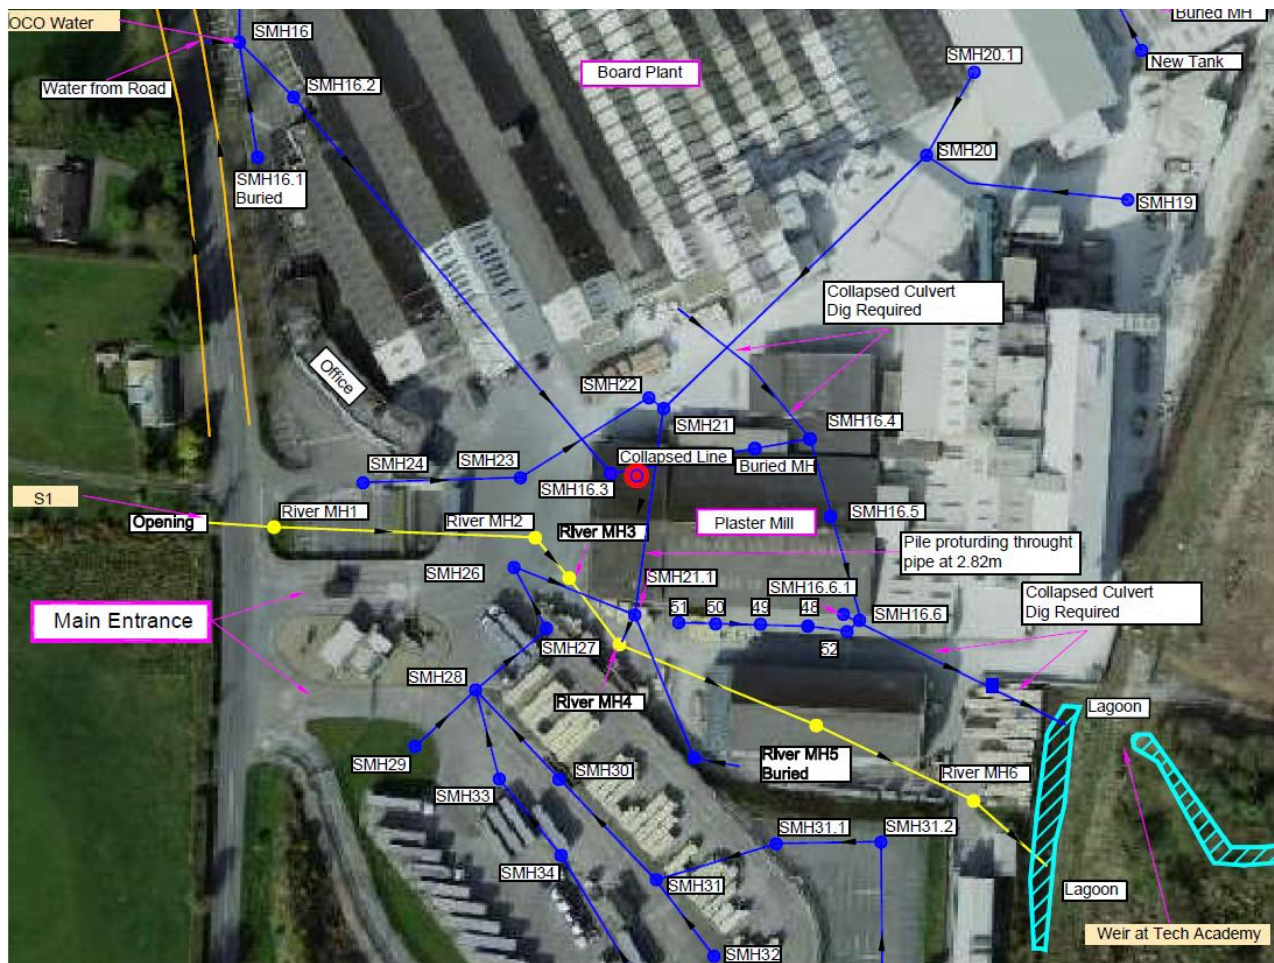 OCO Water
SMH16
Buried MH
Board Plant
SMH20.1
New Tank
Water from Road
SMH16.2
SMH20
SMH16.1
Buried
SMH19
Collapsed Culvert
Dig Required
Office
SMH22
SMH21
SMH16.4
Collapsed Line
Buried MH
SMH24
SMH23
SMH16.3
S1
Opening
River MH1
River MH2
River MH3
Plaster Mill
SMH16.5
Pile proturding throught
pipe at 2.82m
SMH26
SMH21.1
SMH16.6.1
Collapsed Culvert
Dig Required
51
50
49
48
SMH16.6
Main Entrance
SMH27
52
SMH28
River MH4
Lagoon
SMH29
River MH5
Buried
River MH6
SMH30
SMH33
SMH31.1
SMH31.2
SMH34
SMH31
Lagoon
Weir at Tech Academy
SMH32